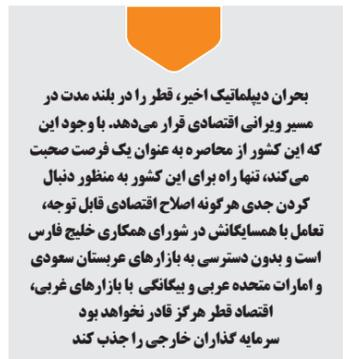 بحران دیپلماتیک اخیر، قطر را در بلند مدت در
مسیر ویرانی اقتصادی قرار می‌دهد. با وجود این
که این کشور از محاصره به عنوان یک فرصت صحبت
می‌کند، تنها راه برای این کشور به منظور دنبال
کردن جدی هرگونه اصلاح اقتصادی قابل توجه،
تعامل با همسایگانش در شورای همکاری خلیج فارس
است و بدون دسترسی به بازارهای عربستان سعودی
و امارات متحده عربی و بیگانگی با بازارهای غربی،
اقتصاد قطر هرگز قادر نخواهد بود
سرمایه گذاران خارجی را جذب کند